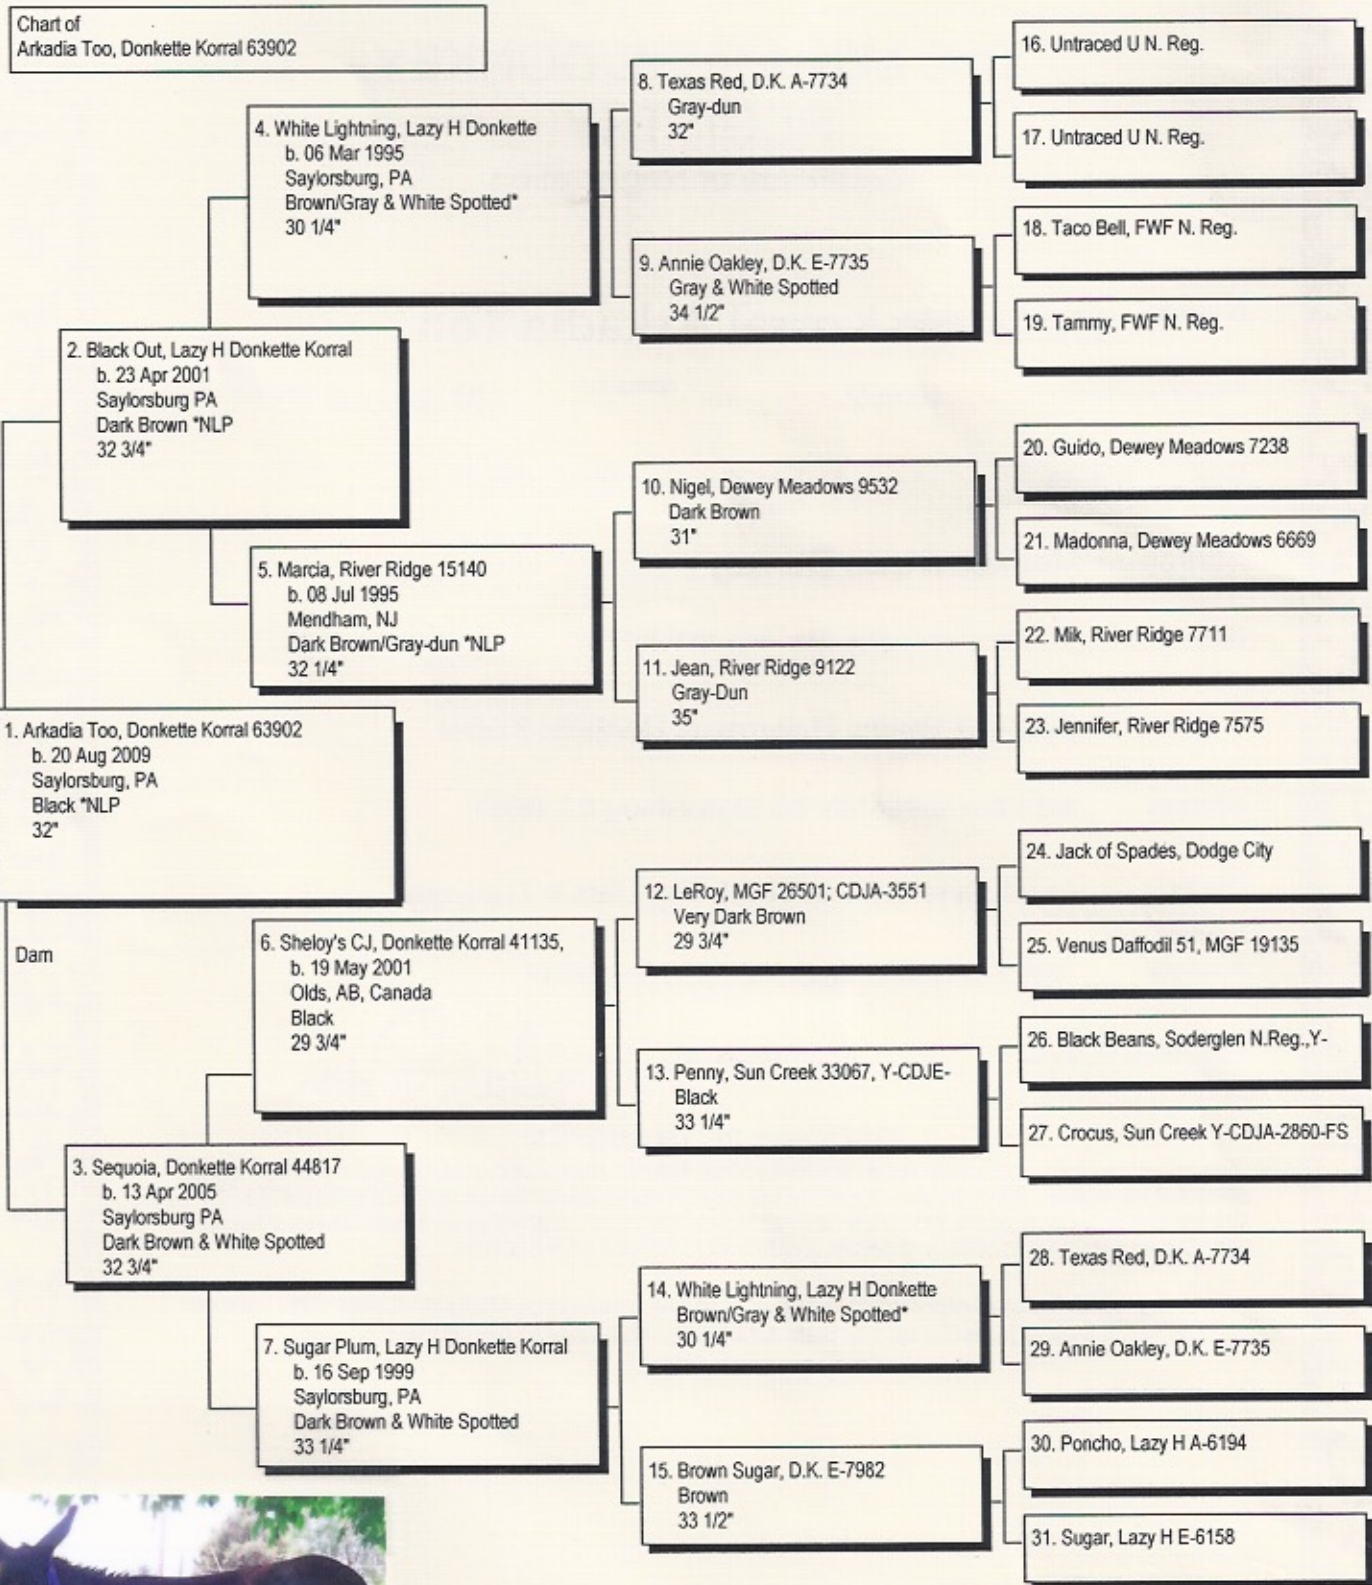 Chart of
Arkadia Too, Donkette Korral 63902
1. Arkadia Too, Donkette Korral 63902
b. 20 Aug 2009
Saylorsburg, PA
Black *NLP
32"
Dam
2. Black Out, Lazy H Donkette Korral
b. 23 Apr 2001
Saylorsburg PA
Dark Brown *NLP
32 3/4"
3. Sequoia, Donkette Korral 44817
b. 13 Apr 2005
Saylorsburg PA
Dark Brown & White Spotted
32 3/4"
4. White Lightning, Lazy H Donkette
b. 06 Mar 1995
Saylorsburg, PA
Brown/Gray & White Spotted*
30 1/4"
5. Marcia, River Ridge 15140
b. 08 Jul 1995
Mendham, NJ
Dark Brown/Gray-dun *NLP
32 1/4"
6. Sheloy's CJ, Donkette Korral 41135,
b. 19 May 2001
Olds, AB, Canada
Black
29 3/4"
7. Sugar Plum, Lazy H Donkette Korral
b. 16 Sep 1999
Saylorsburg, PA
Dark Brown & White Spotted
33 1/4"
8. Texas Red, D.K. A-7734
Gray-dun
32"
9. Annie Oakley, D.K. E-7735
Gray & White Spotted
34 1/2"
10. Nigel, Dewey Meadows 9532
Dark Brown
31"
11. Jean, River Ridge 9122
Gray-Dun
35"
12. LeRoy, MGF 26501; CDJA-3551
Very Dark Brown
29 3/4"
13. Penny, Sun Creek 33067, Y-CDJE-
Black
33 1/4"
14. White Lightning, Lazy H Donkette
Brown/Gray & White Spotted*
30 1/4"
15. Brown Sugar, D.K. E-7982
Brown
33 1/2"
16. Untraced U N. Reg.
17. Untraced U N. Reg.
18. Taco Bell, FWF N. Reg.
19. Tammy, FWF N. Reg.
20. Guido, Dewey Meadows 7238
21. Madonna, Dewey Meadows 6669
22. Mik, River Ridge 7711
23. Jennifer, River Ridge 7575
24. Jack of Spades, Dodge City
25. Venus Daffodil 51, MGF 19135
26. Black Beans, Soderglen N.Reg.,Y-
27. Crocus, Sun Creek Y-CDJA-2860-FS
28. Texas Red, D.K. A-7734
29. Annie Oakley, D.K. E-7735
30. Poncho, Lazy H A-6194
31. Sugar, Lazy H E-6158